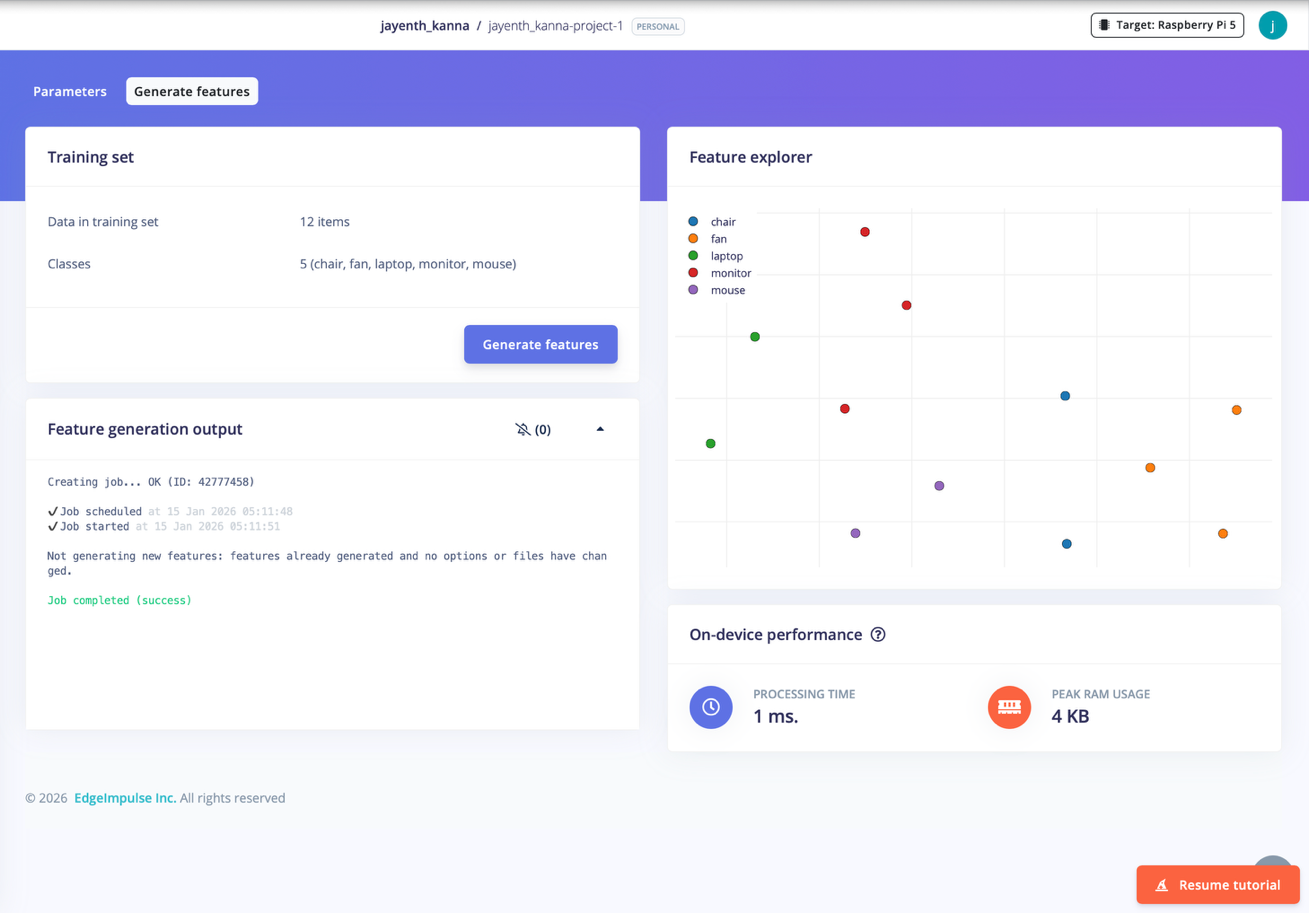 jayenth_kanna / jayenth_kanna-project-1 PERSONAL
Target: Raspberry Pi 5
j
Parameters
Generate features
Training set
Data in training set 12 items
Classes 5 (chair, fan, laptop, monitor, mouse)
Generate features
Feature generation output
(0)
Creating job... OK (ID: 42777458)
Job scheduled at 15 Jan 2026 05:11:48
Job started at 15 Jan 2026 05:11:51
Not generating new features: features already generated and no options or files have chan
ged.
Job completed (success)
Feature explorer
chair
fan
laptop
monitor
mouse
On-device performance ?
PROCESSING TIME
1 ms.
PEAK RAM USAGE
4 KB
© 2026 EdgeImpulse Inc. All rights reserved
Resume tutorial